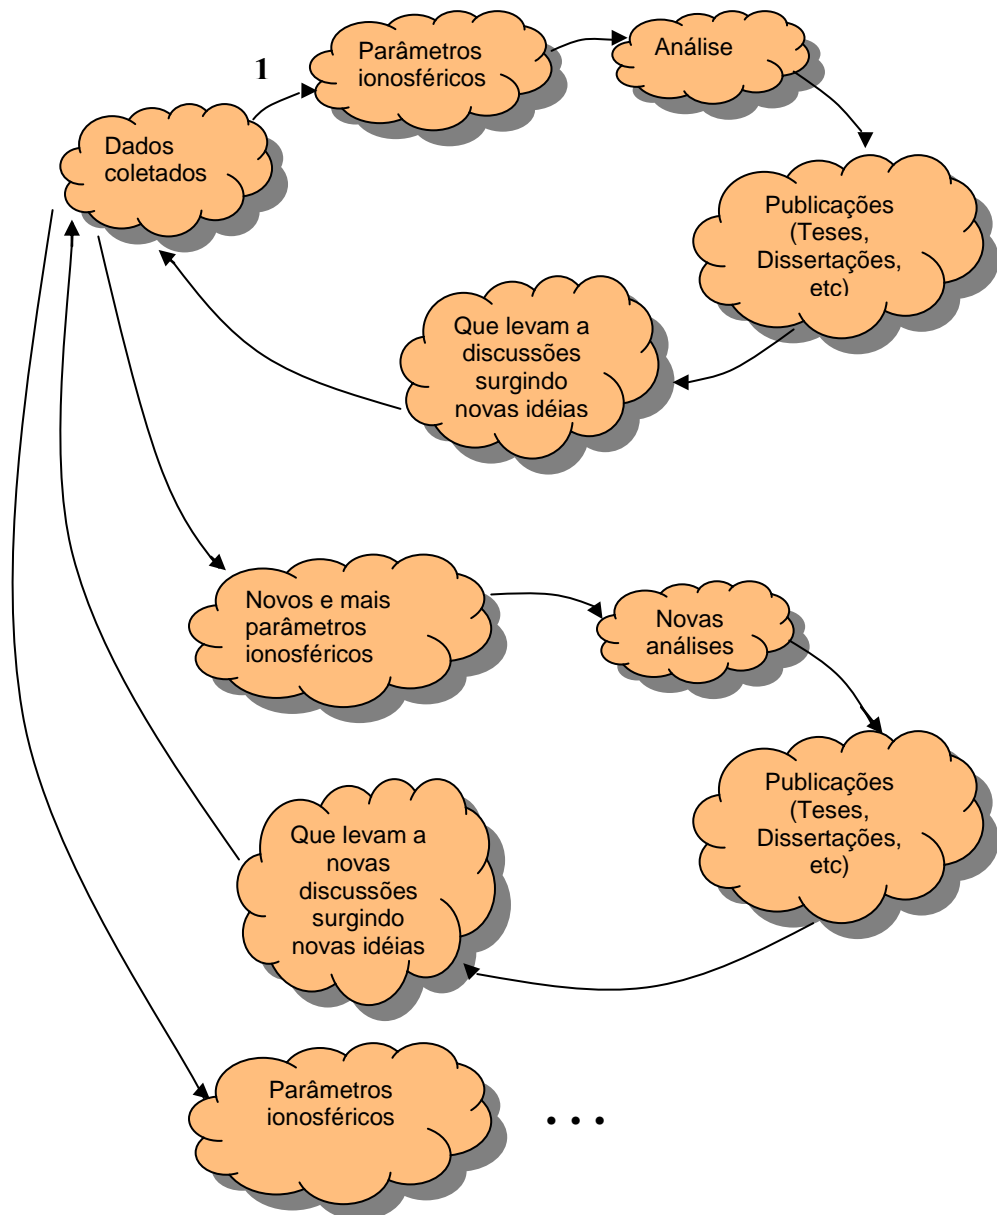 1
Parâmetros
ionosféricos
Análise
Dados
coletados
Publicações
(Teses,
Dissertações,
etc)
Que levam a
discussões
surgindo
novas idéias
Novos e mais
parâmetros
ionosféricos
Novas
análises
Publicações
(Teses,
Dissertações,
etc)
Que levam a
novas
discussões
surgindo
novas idéias
Parâmetros
ionosféricos
. . .